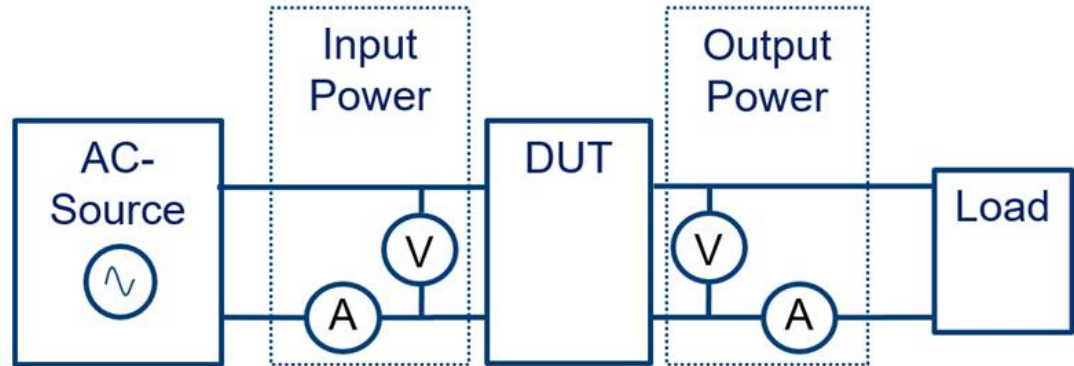 Input
Power
Output
Power
AC-
Source
DUT
Load
V
V
A
A